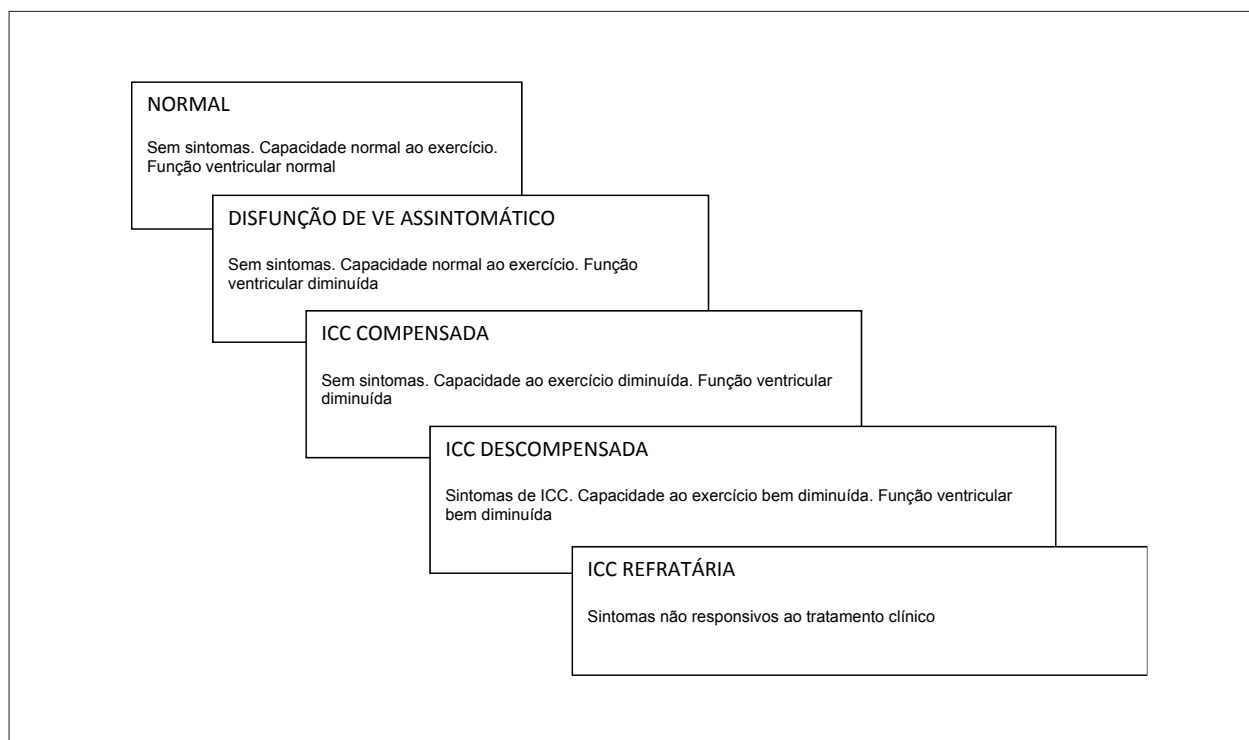 NORMAL
Sem sintomas. Capacidade normal ao exercício.
Função ventricular normal
DISFUNÇÃO DE VE ASSINTOMÁTICO
Sem sintomas. Capacidade normal ao exercício. Função
ventricular diminuída
ICC COMPENSADA
Sem sintomas. Capacidade ao exercício diminuída. Função ventricular
diminuída
ICC DESCOMPENSADA
Sintomas de ICC. Capacidade ao exercício bem diminuída. Função ventricular
bem diminuída
ICC REFRATÁRIA
Sintomas não responsivos ao tratamento clínico